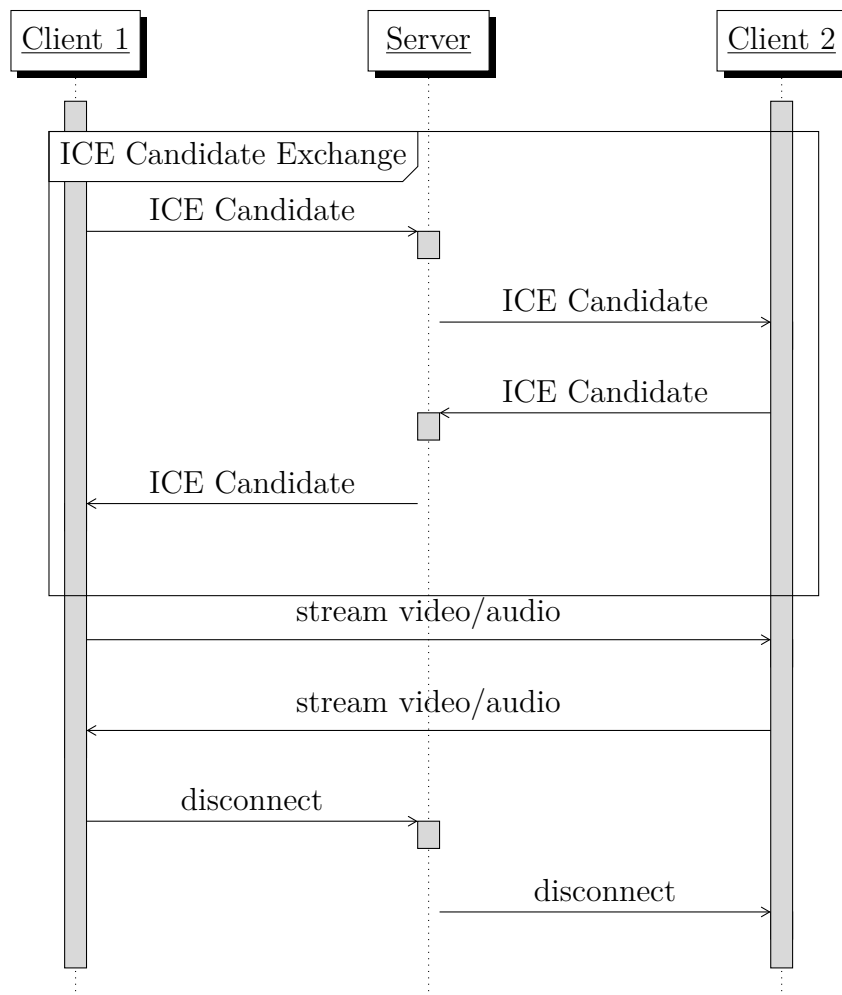 Client 1
Server
Client 2
ICE Candidate Exchange
ICE Candidate
ICE Candidate
ICE Candidate
ICE Candidate
stream video/audio
stream video/audio
disconnect
disconnect